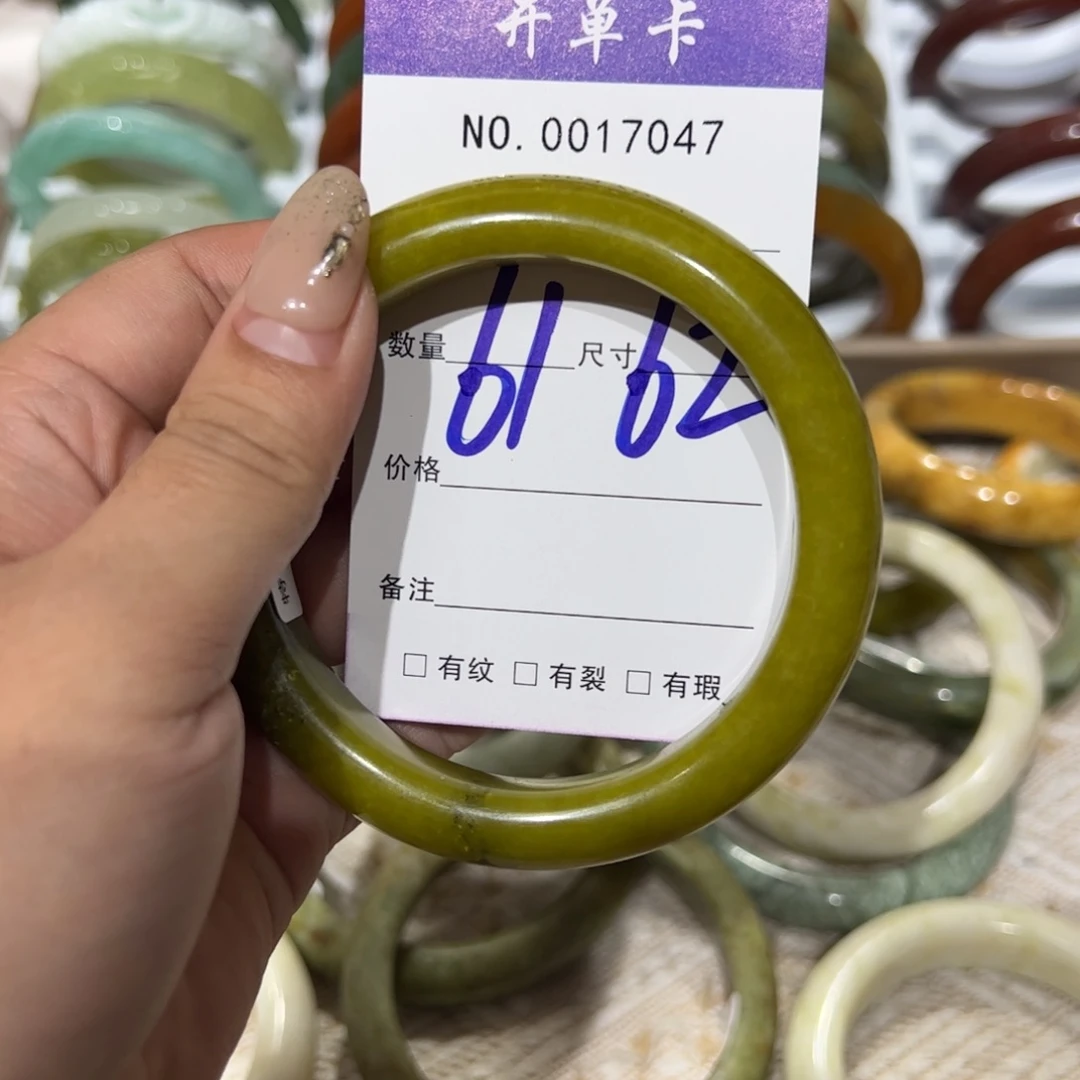 开单卡
NO. 0017047
数量 61 尺寸 62
价格
备注
□ 有纹 □ 有裂 □ 有瑕